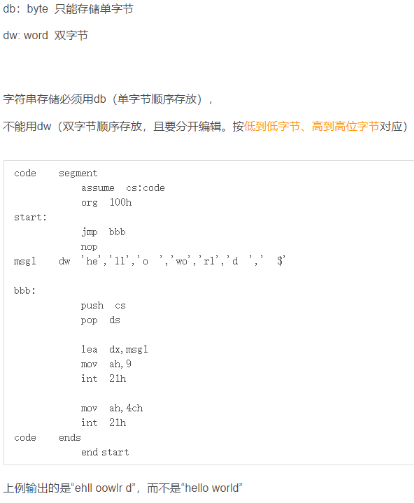 db：byte 只能存储单字节
dw: word 双字节
字符串存储必须用db（单字节顺序存放），
不能用dw（双字节顺序存放，且要分开编辑。按低到低字节、高到高位字节对应）
code    segment
        assume  cs:code
        org  100h
start:
        jmp  bbb
        nop
msg1    dw  'he','ll','o  ','wo','rl','d  ','  $'
bbb:
        push  cs
        pop  ds
        lea  dx,msg1
        mov  ah,9
        int  21h
        mov  ah,4ch
        int  21h
code    ends
        end start
上例输出的是“ehll oowlr d”，而不是“hello world”